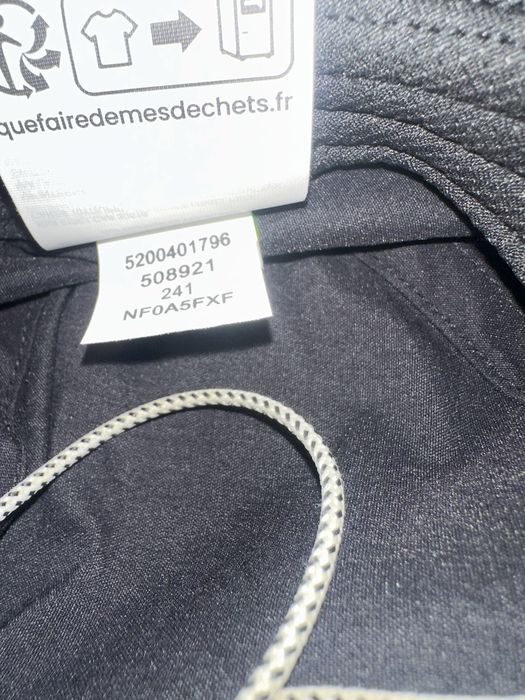 quefairedemesdechets.fr
5200401796
508921
241
NF0A5FXF